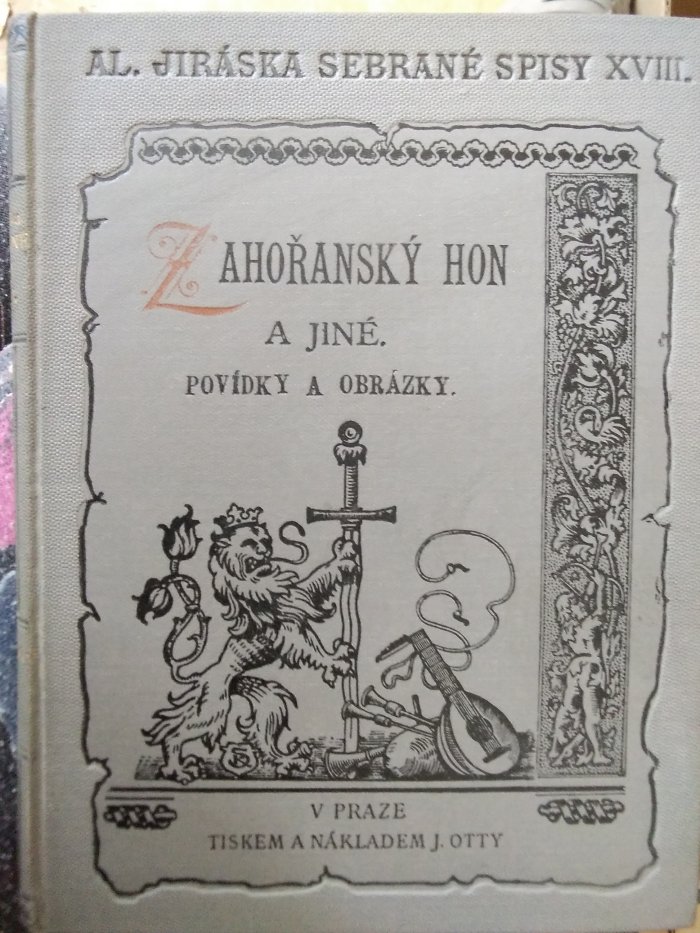 AL. JIRÁSKA SEBRANÉ SPISY XVIII.
ZAHOŘANSKÝ HON
A JINÉ.
POVÍDKY A OBRÁZKY.
V PRAZE
TISKEM A NÁKLADEM J. OTTY